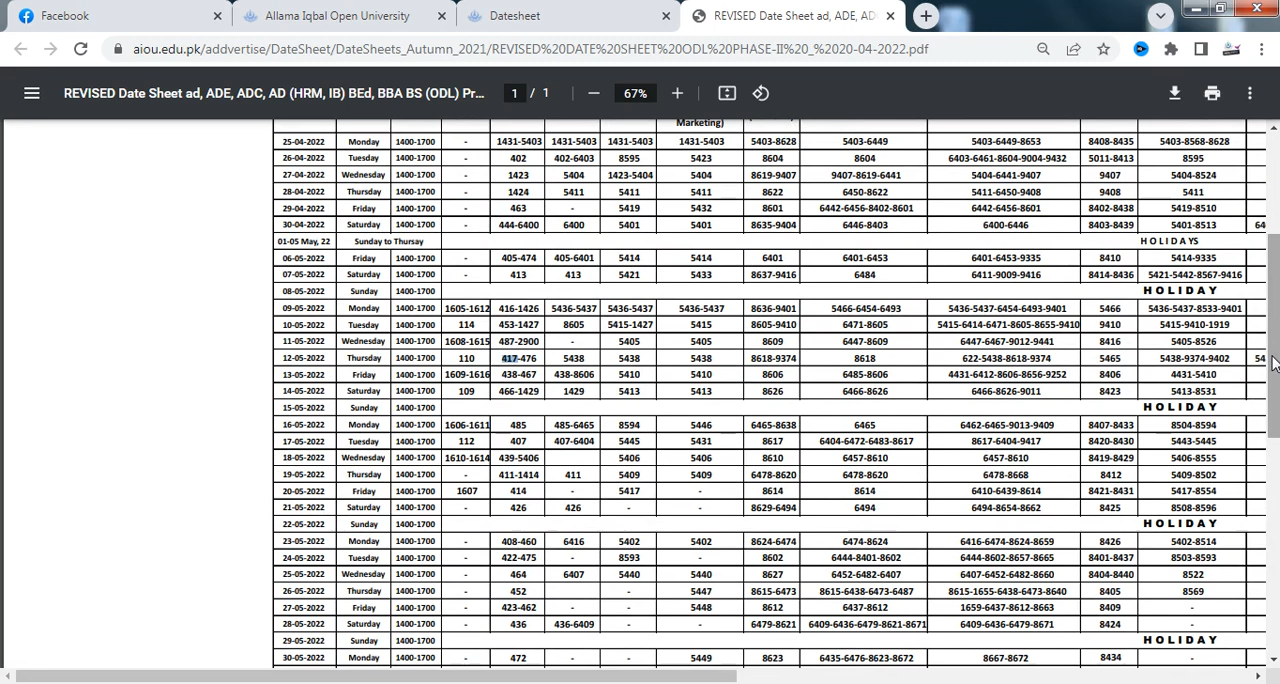 Facebook
Allama Iqbal Open University
Datesheet
REVISED Date Sheet ad, ADE, AD
aiou.edu.pk/addvertise/DateSheet/DateSheets_Autumn_2021/REVISED%20DATE%20SHEET%20ODL%20PHASE-II%20_%2020-04-2022.pdf
REVISED Date Sheet ad, ADE, ADC, AD (HRM, IB) BEd, BBA BS (ODL) Pr...
1 / 1
67%
Marketing)
25-04-2022 Monday 1400-1700 - 1431-5403 1431-5403 1431-5403 1431-5403 5403-8628 5403-6449 5403-6449-8653 8408-8435 5403-8568-8628
26-04-2022 Tuesday 1400-1700 - 402 402-6403 8595 5423 8604 8604 6403-6461-8604-9004-9432 5011-8413 8595
27-04-2022 Wednesday 1400-1700 - 1423 5404 1423-5404 5404 8619-9407 9407-8619-6441 5404-6441-9407 9407 5404-8524
28-04-2022 Thursday 1400-1700 - 1424 5411 5411 5411 8622 6450-8622 5411-6450-9408 9408 5411
29-04-2022 Friday 1400-1700 - 463 - 5419 5432 8601 6442-6456-8402-8601 6442-6456-8601 8402-8438 5419-8510
30-04-2022 Saturday 1400-1700 - 444-6400 6400 5401 5401 8635-9404 6446-8403 6400-6446 8403-8439 5401-8513 64
01-05 May, 22 Sunday to Thursay HOLIDAYS
06-05-2022 Friday 1400-1700 - 405-474 405-6401 5414 5414 6401 6401-6453 6401-6453-9335 8410 5414-9335
07-05-2022 Saturday 1400-1700 - 413 413 5421 5433 8637-9416 6484 6411-9009-9416 8414-8436 5421-5442-8567-9416
08-05-2022 Sunday 1400-1700 HOLIDAY
09-05-2022 Monday 1400-1700 1605-1612 416-1426 5436-5437 5436-5437 5436-5437 8636-9401 5466-6454-6493 5436-5437-6454-6493-9401 5466 5436-5437-8533-9401
10-05-2022 Tuesday 1400-1700 114 453-1427 8605 5415-1427 5415 8605-9410 6471-8605 5415-6414-6471-8605-8655-9410 9410 5415-9410-1919
11-05-2022 Wednesday 1400-1700 1608-1615 487-2900 - 5405 5405 8609 6447-8609 6447-6467-9012-9441 8416 5405-8526
12-05-2022 Thursday 1400-1700 110 417-476 5438 5438 5438 8618-9374 8618 622-5438-8618-9374 5465 5438-9374-9402 54
13-05-2022 Friday 1400-1700 1609-1616 438-467 438-8606 5410 5410 8606 6485-8606 4431-6412-8606-8656-9252 8406 4431-5410
14-05-2022 Saturday 1400-1700 109 466-1429 1429 5413 5413 8626 6466-8626 6466-8626-9011 8423 5413-8531
15-05-2022 Sunday 1400-1700 HOLIDAY
16-05-2022 Monday 1400-1700 1606-1611 485 485-6465 8594 5446 6465-8638 6465 6462-6465-9013-9409 8407-8433 8504-8594
17-05-2022 Tuesday 1400-1700 112 407 407-6404 5445 5431 8617 6404-6472-6483-8617 8617-6404-9417 8420-8430 5443-5445
18-05-2022 Wednesday 1400-1700 1610-1614 439-5406 5406 5406 8610 6457-8610 6457-8610 8419-8429 5406-8555
19-05-2022 Thursday 1400-1700 - 411-1414 411 5409 5409 6478-8620 6478-8620 6478-8668 8412 5409-8502
20-05-2022 Friday 1400-1700 1607 414 - 5417 - 8614 8614 6410-6439-8614 8421-8431 5417-8554
21-05-2022 Saturday 1400-1700 426 426 - - 8629-6494 6494 6494-8654-8662 8425 8508-8596
22-05-2022 Sunday 1400-1700 HOLIDAY
23-05-2022 Monday 1400-1700 - 408-460 6416 5402 5402 8624-6474 6474-8624 6416-6474-8624-8659 8426 5402-8514
24-05-2022 Tuesday 1400-1700 - 422-475 - 8593 - 8602 6444-8401-8602 6444-8602-8657-8665 8401-8437 8503-8593
25-05-2022 Wednesday 1400-1700 - 464 6407 5440 5440 8627 6452-6482-6407 6407-6452-6482-8660 8404-8440 8522
26-05-2022 Thursday 1400-1700 - 452 - - 5447 8615-6473 8615-6438-6473-6487 8615-1655-6438-6473-8640 8405 8569
27-05-2022 Friday 1400-1700 - 423-462 - - 5448 8612 6437-8612 1659-6437-8612-8663 8409 -
28-05-2022 Saturday 1400-1700 - 436 436-6409 - - 6479-8621 6409-6436-6479-8621-8671 6409-6436-6479-8671 8424 -
29-05-2022 Sunday 1400-1700 HOLIDAY
30-05-2022 Monday 1400-1700 - 472 - - 5449 8623 6435-6476-8623-8672 8667-8672 8434 -